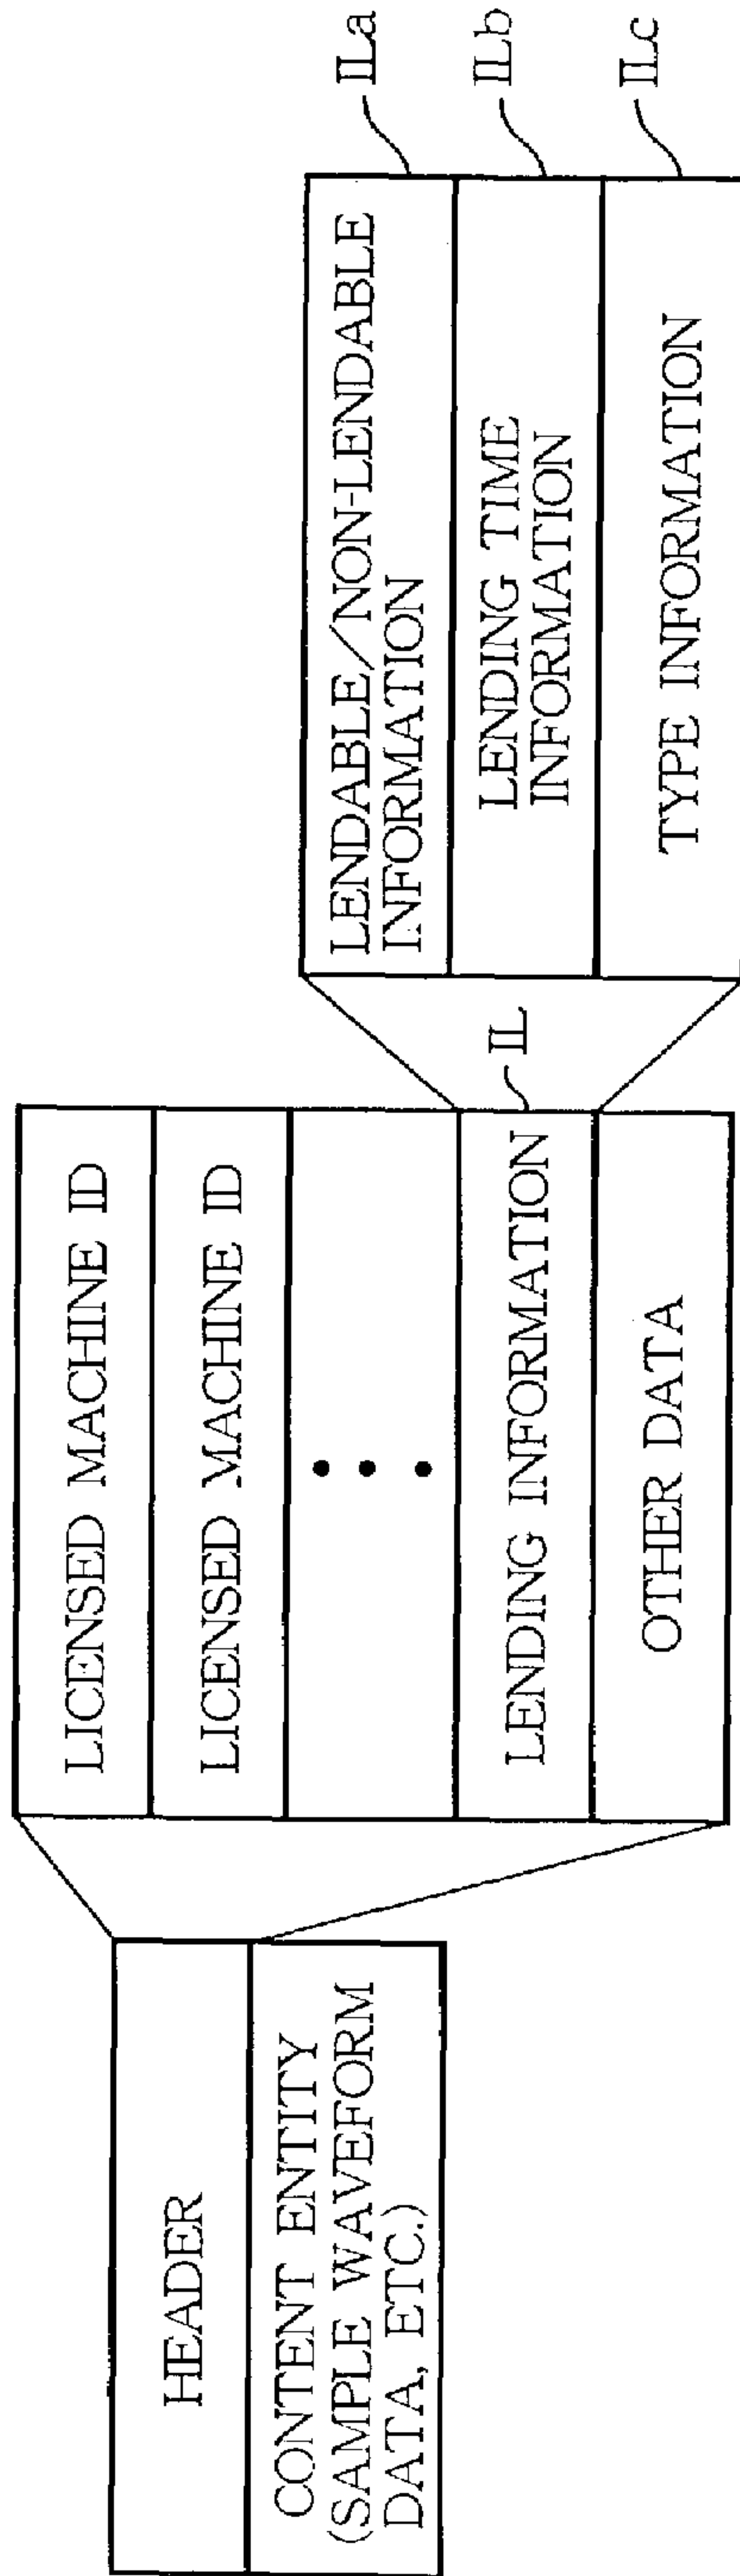 HEADER
CONTENT ENTITY
(SAMPLE WAVEFORM
DATA, ETC.)
LICENSED MACHINE ID
LICENSED MACHINE ID
LENDING INFORMATION
IL
OTHER DATA
LENDABLE/NON-LENDABLE
INFORMATION
ILa
LENDING TIME
INFORMATION
ILb
TYPE INFORMATION
ILc